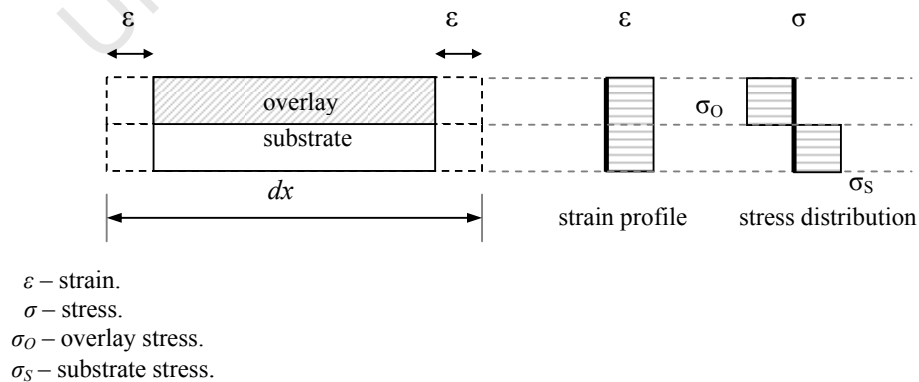 ε ε ε σ
overlay
σO
substrate
σS
dx
strain profile stress distribution
ε – strain.
σ – stress.
σO – overlay stress.
σS – substrate stress.